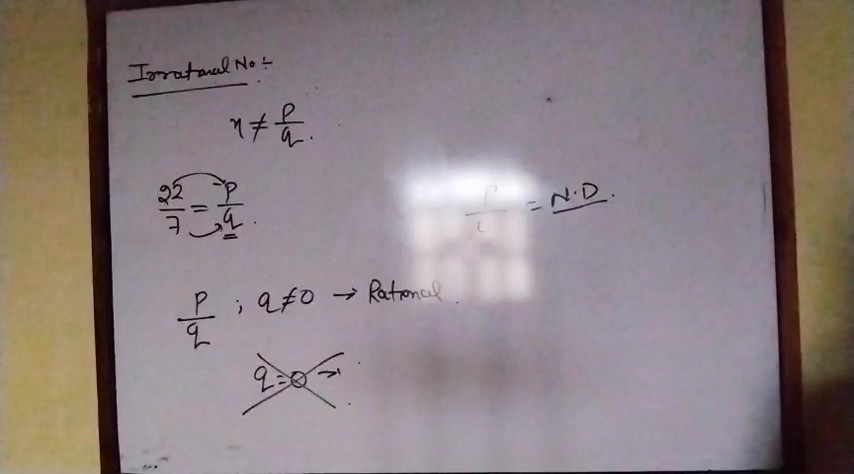 Irrational No :-
n ≠ p/q.
22/7 = p/q.
= N.D.
p/q ; q ≠ 0 → Rational.
q = 0 →